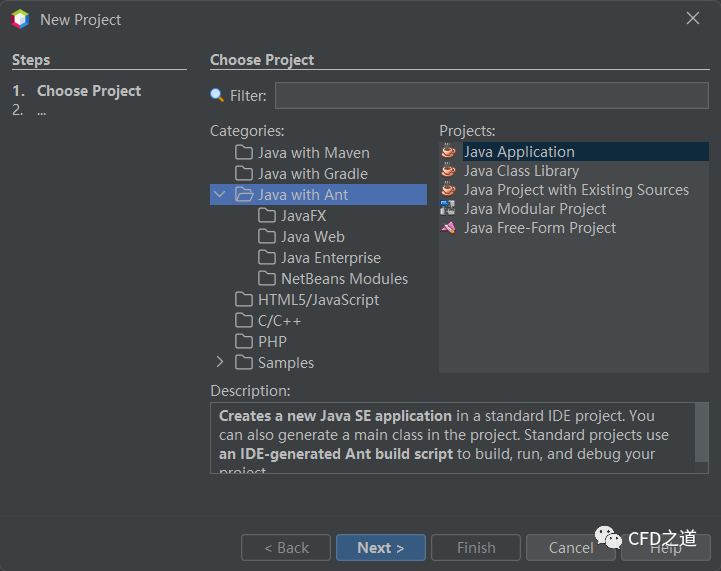 New Project
Steps
1. Choose Project
2. ...
Choose Project
Filter:
Categories:
Java with Maven
Java with Gradle
Java with Ant
JavaFX
Java Web
Java Enterprise
NetBeans Modules
HTML5/JavaScript
C/C++
PHP
Samples
Projects:
Java Application
Java Class Library
Java Project with Existing Sources
Java Modular Project
Java Free-Form Project
Description:
Creates a new Java SE application in a standard IDE project. You
can also generate a main class in the project. Standard projects use
an IDE-generated Ant build script to build, run, and debug your
project.
< Back
Next >
Finish
Cancel
Help
CFD之道